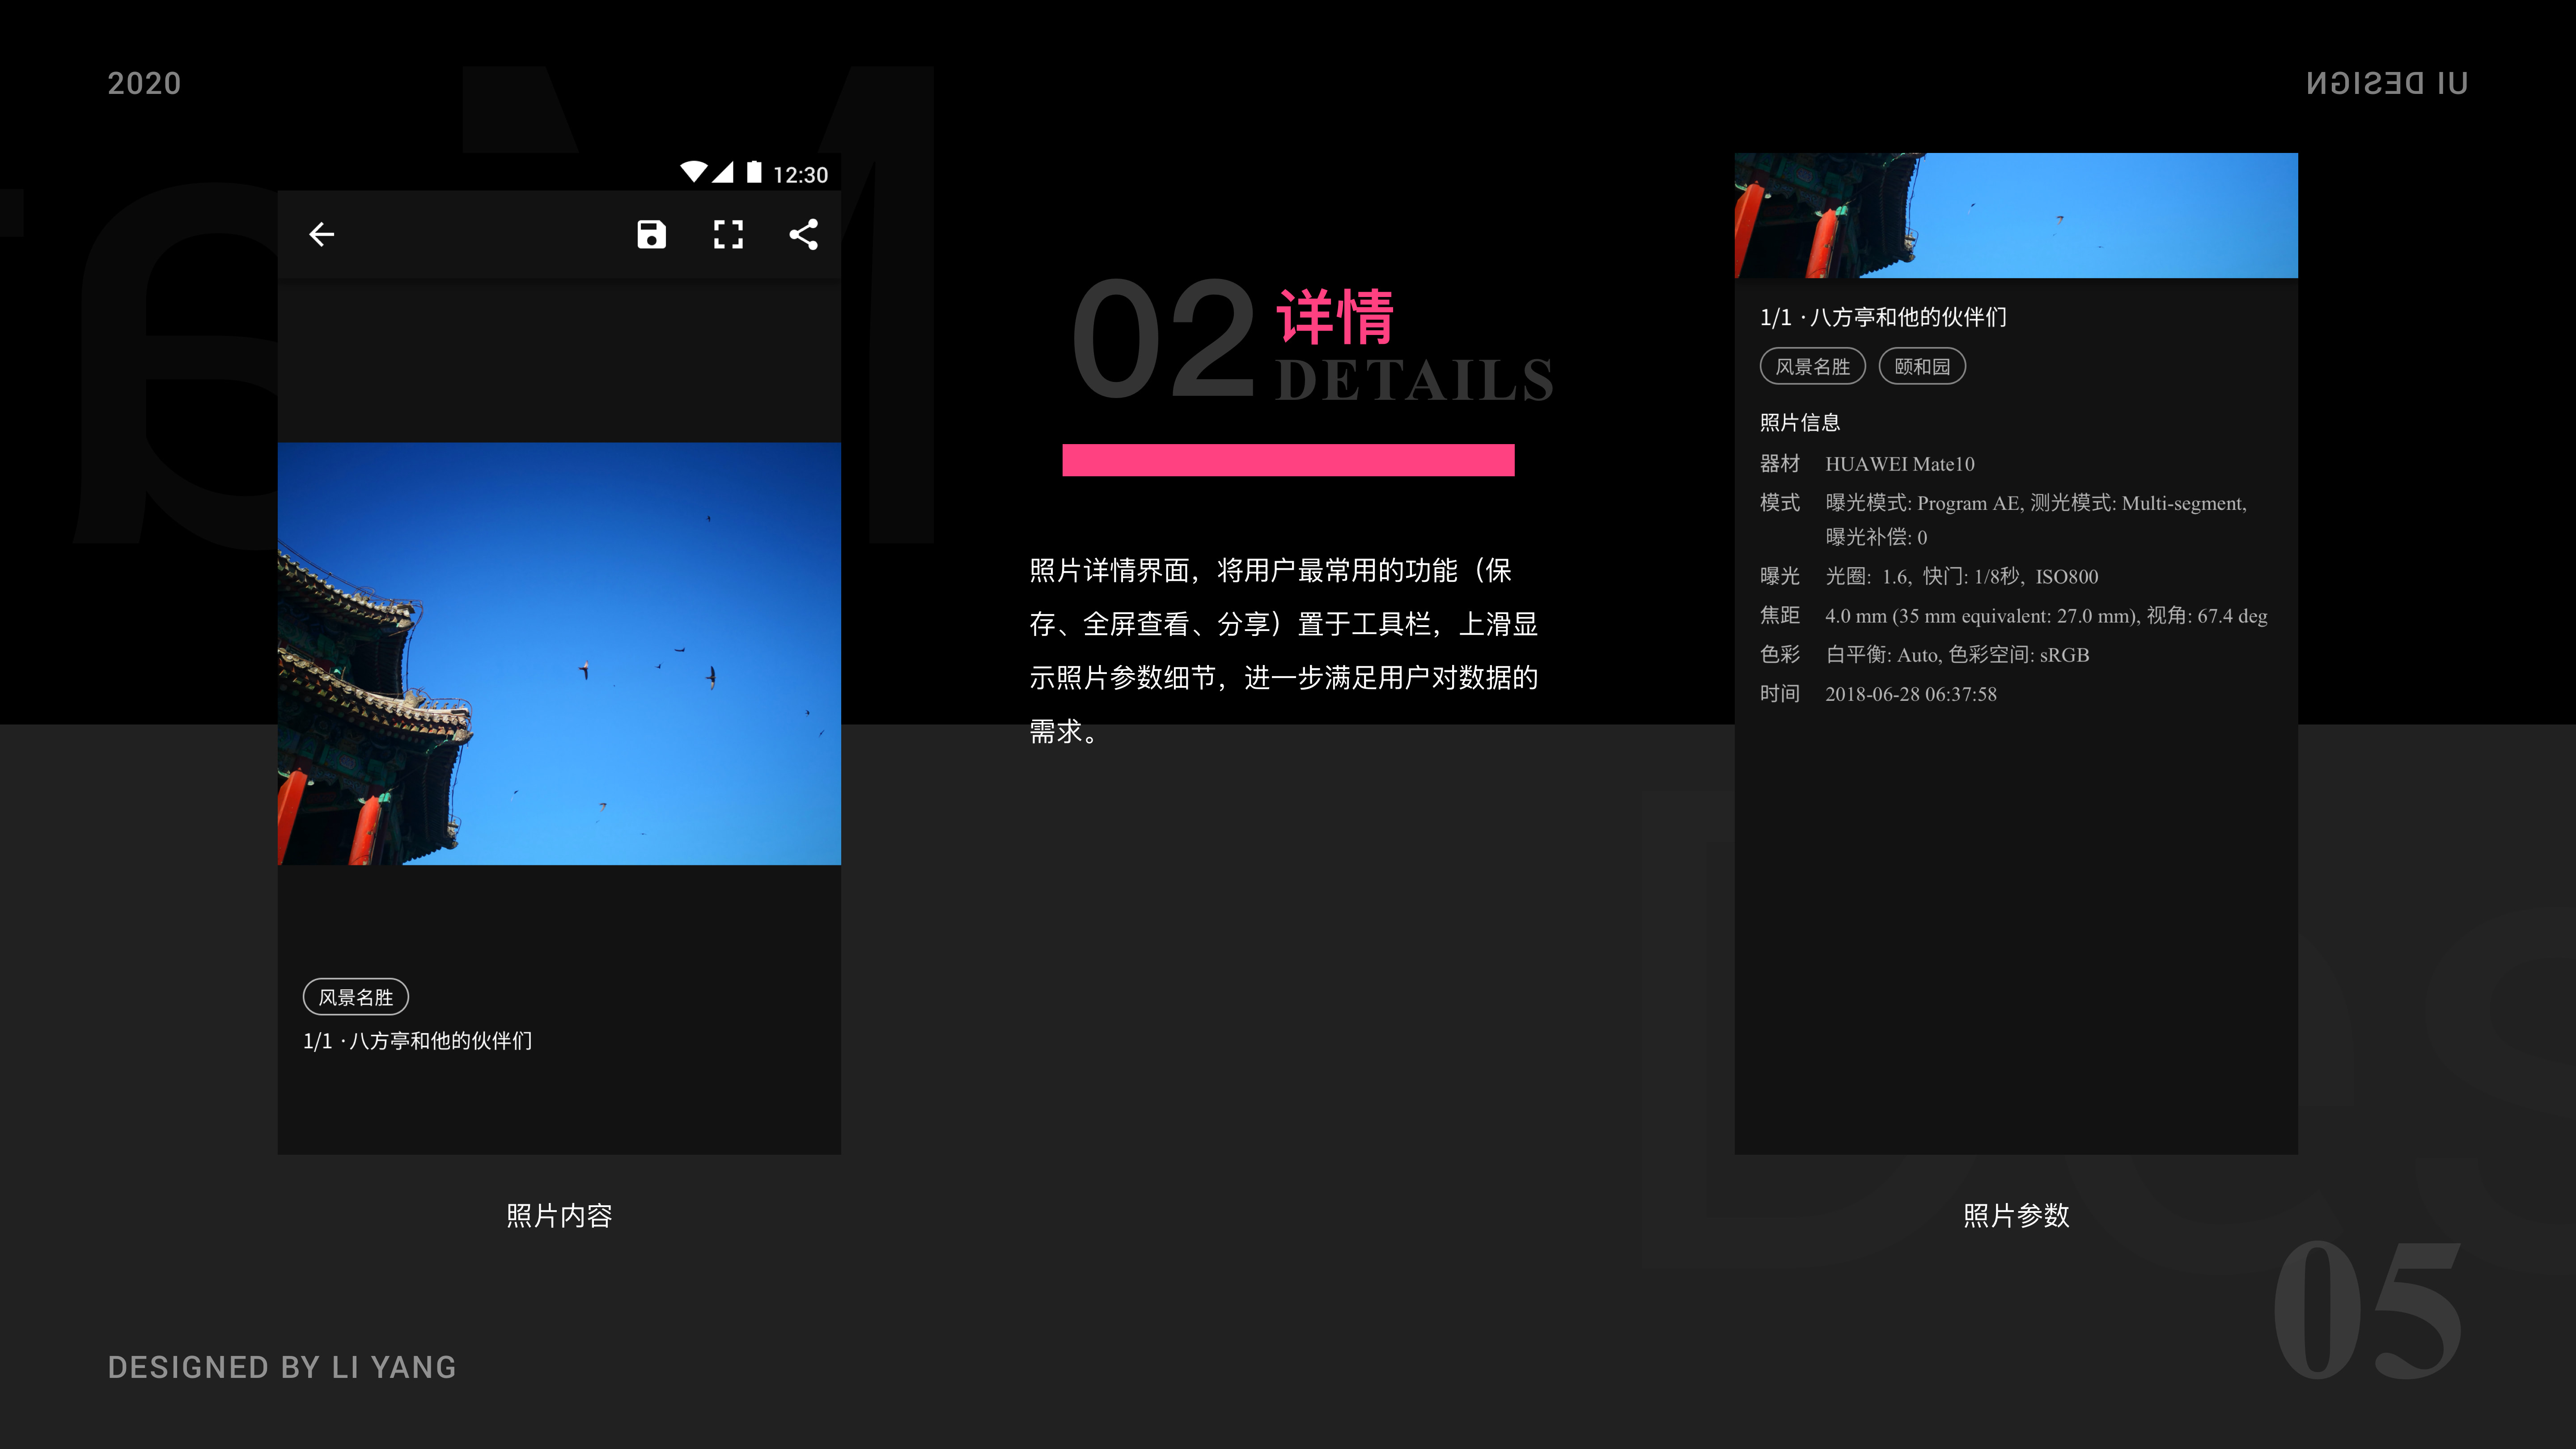 2020
UI DESIGN
12:30
风景名胜
1/1 ·八方亭和他的伙伴们
照片内容
02
详情
DETAILS
照片详情界面，将用户最常用的功能（保
存、全屏查看、分享）置于工具栏，上滑显
示照片参数细节，进一步满足用户对数据的
需求。
1/1 ·八方亭和他的伙伴们
风景名胜 颐和园
照片信息
器材 HUAWEI Mate10
模式 曝光模式: Program AE, 测光模式: Multi-segment,
曝光补偿: 0
曝光 光圈: 1.6, 快门: 1/8秒, ISO800
焦距 4.0 mm (35 mm equivalent: 27.0 mm), 视角: 67.4 deg
色彩 白平衡: Auto, 色彩空间: sRGB
时间 2018-06-28 06:37:58
照片参数
DESIGNED BY LI YANG
05